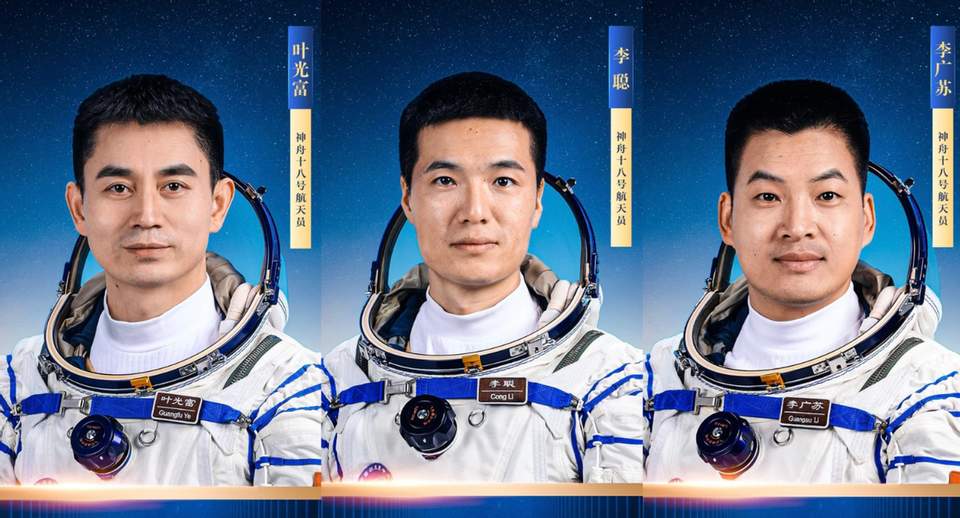 叶光富
神舟十八号航天员
叶光富
Guangfu Ye
李聪
神舟十八号航天员
李聪
Cong Li
李广苏
神舟十八号航天员
李广苏
Guangsu Li